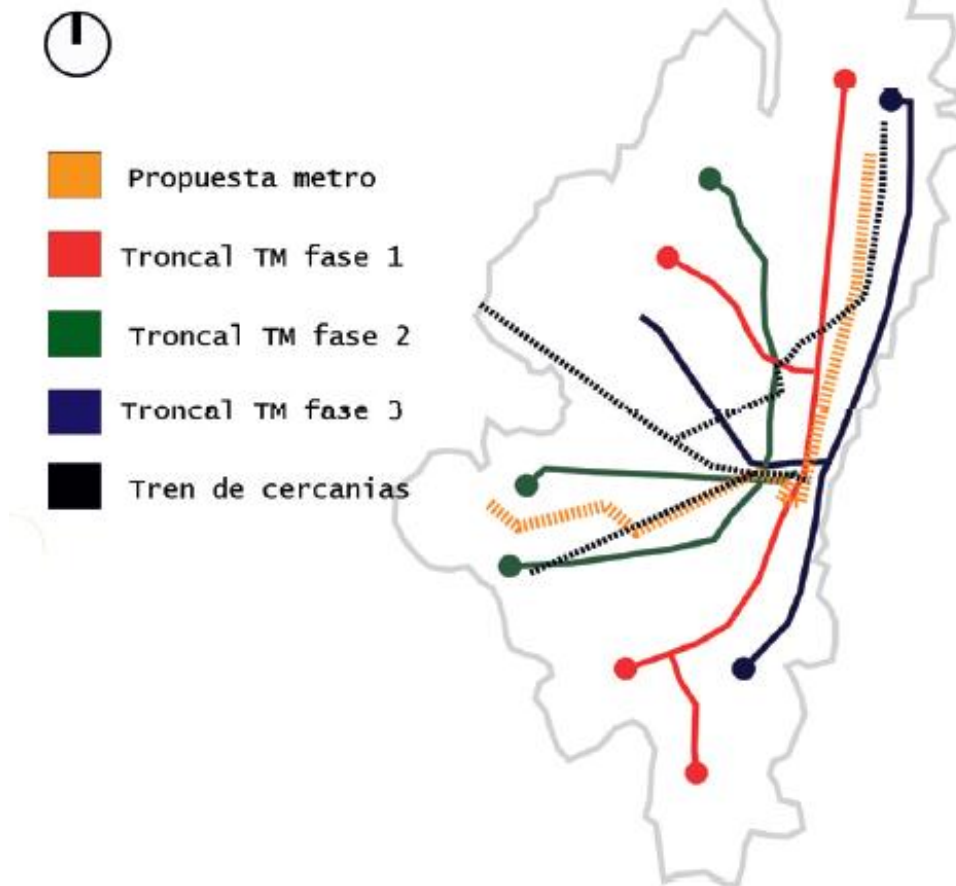 Propuesta metro
Troncal TM fase 1
Troncal TM fase 2
Troncal TM fase 3
Tren de cercanias